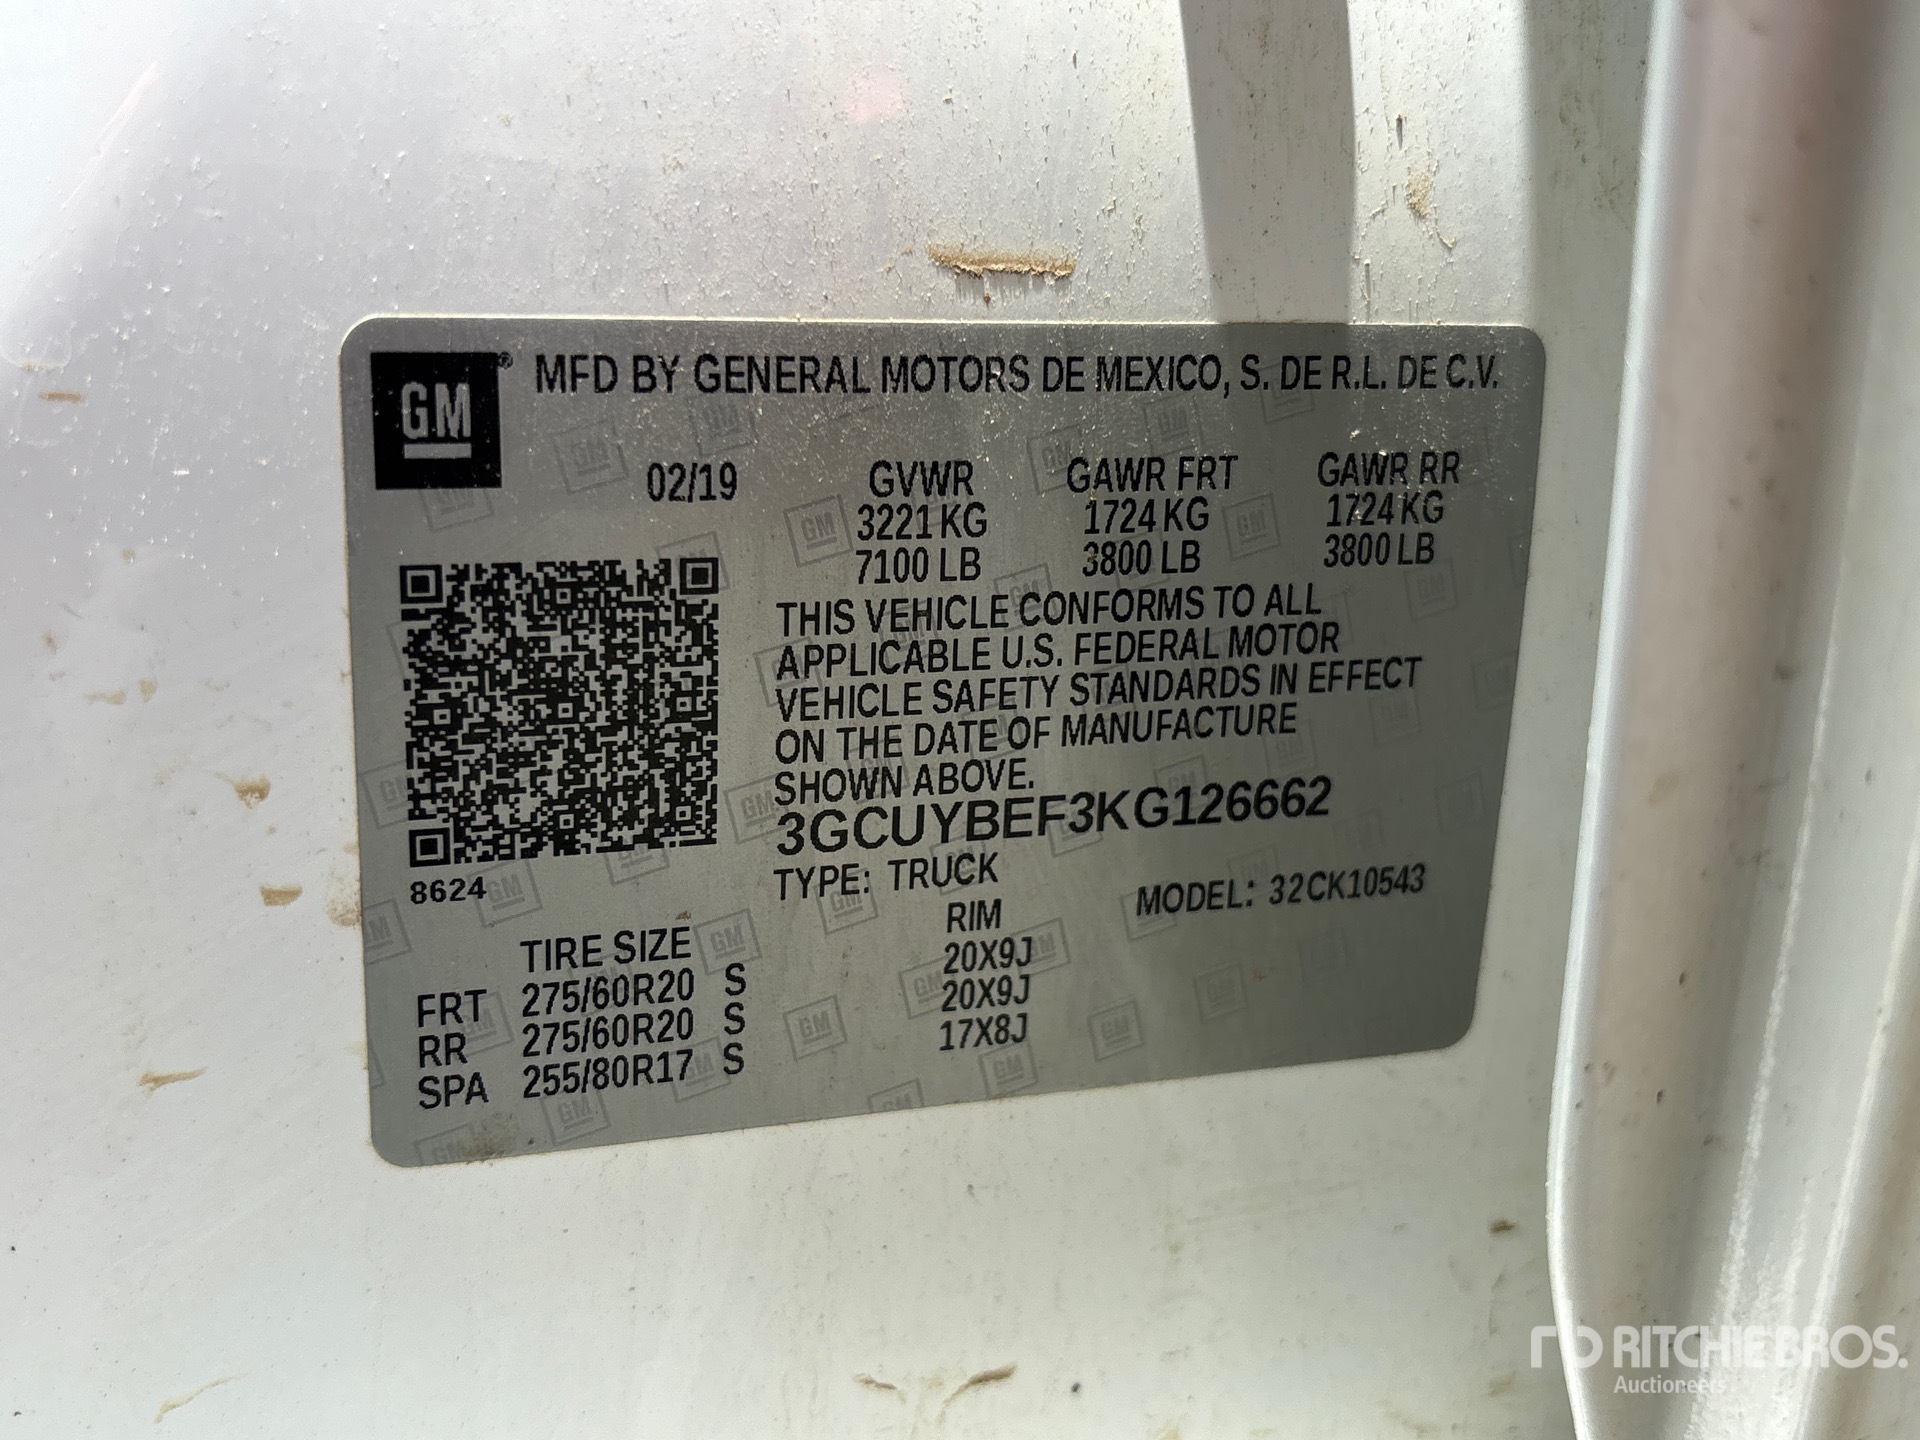 GM® MFD BY GENERAL MOTORS DE MEXICO, S. DE R.L. DE C.V.
02/19 GVWR GAWR FRT GAWR RR
3221 KG 1724 KG 1724 KG
7100 LB 3800 LB 3800 LB
THIS VEHICLE CONFORMS TO ALL
APPLICABLE U.S. FEDERAL MOTOR
VEHICLE SAFETY STANDARDS IN EFFECT
ON THE DATE OF MANUFACTURE
SHOWN ABOVE.
3GCUYBEF3KG126662
8624 TYPE: TRUCK MODEL: 32CK10543
TIRE SIZE RIM
FRT 275/60R20 S 20X9J
RR 275/60R20 S 20X9J
SPA 255/80R17 S 17X8J
RITCHIE BROS.
Auctioneers